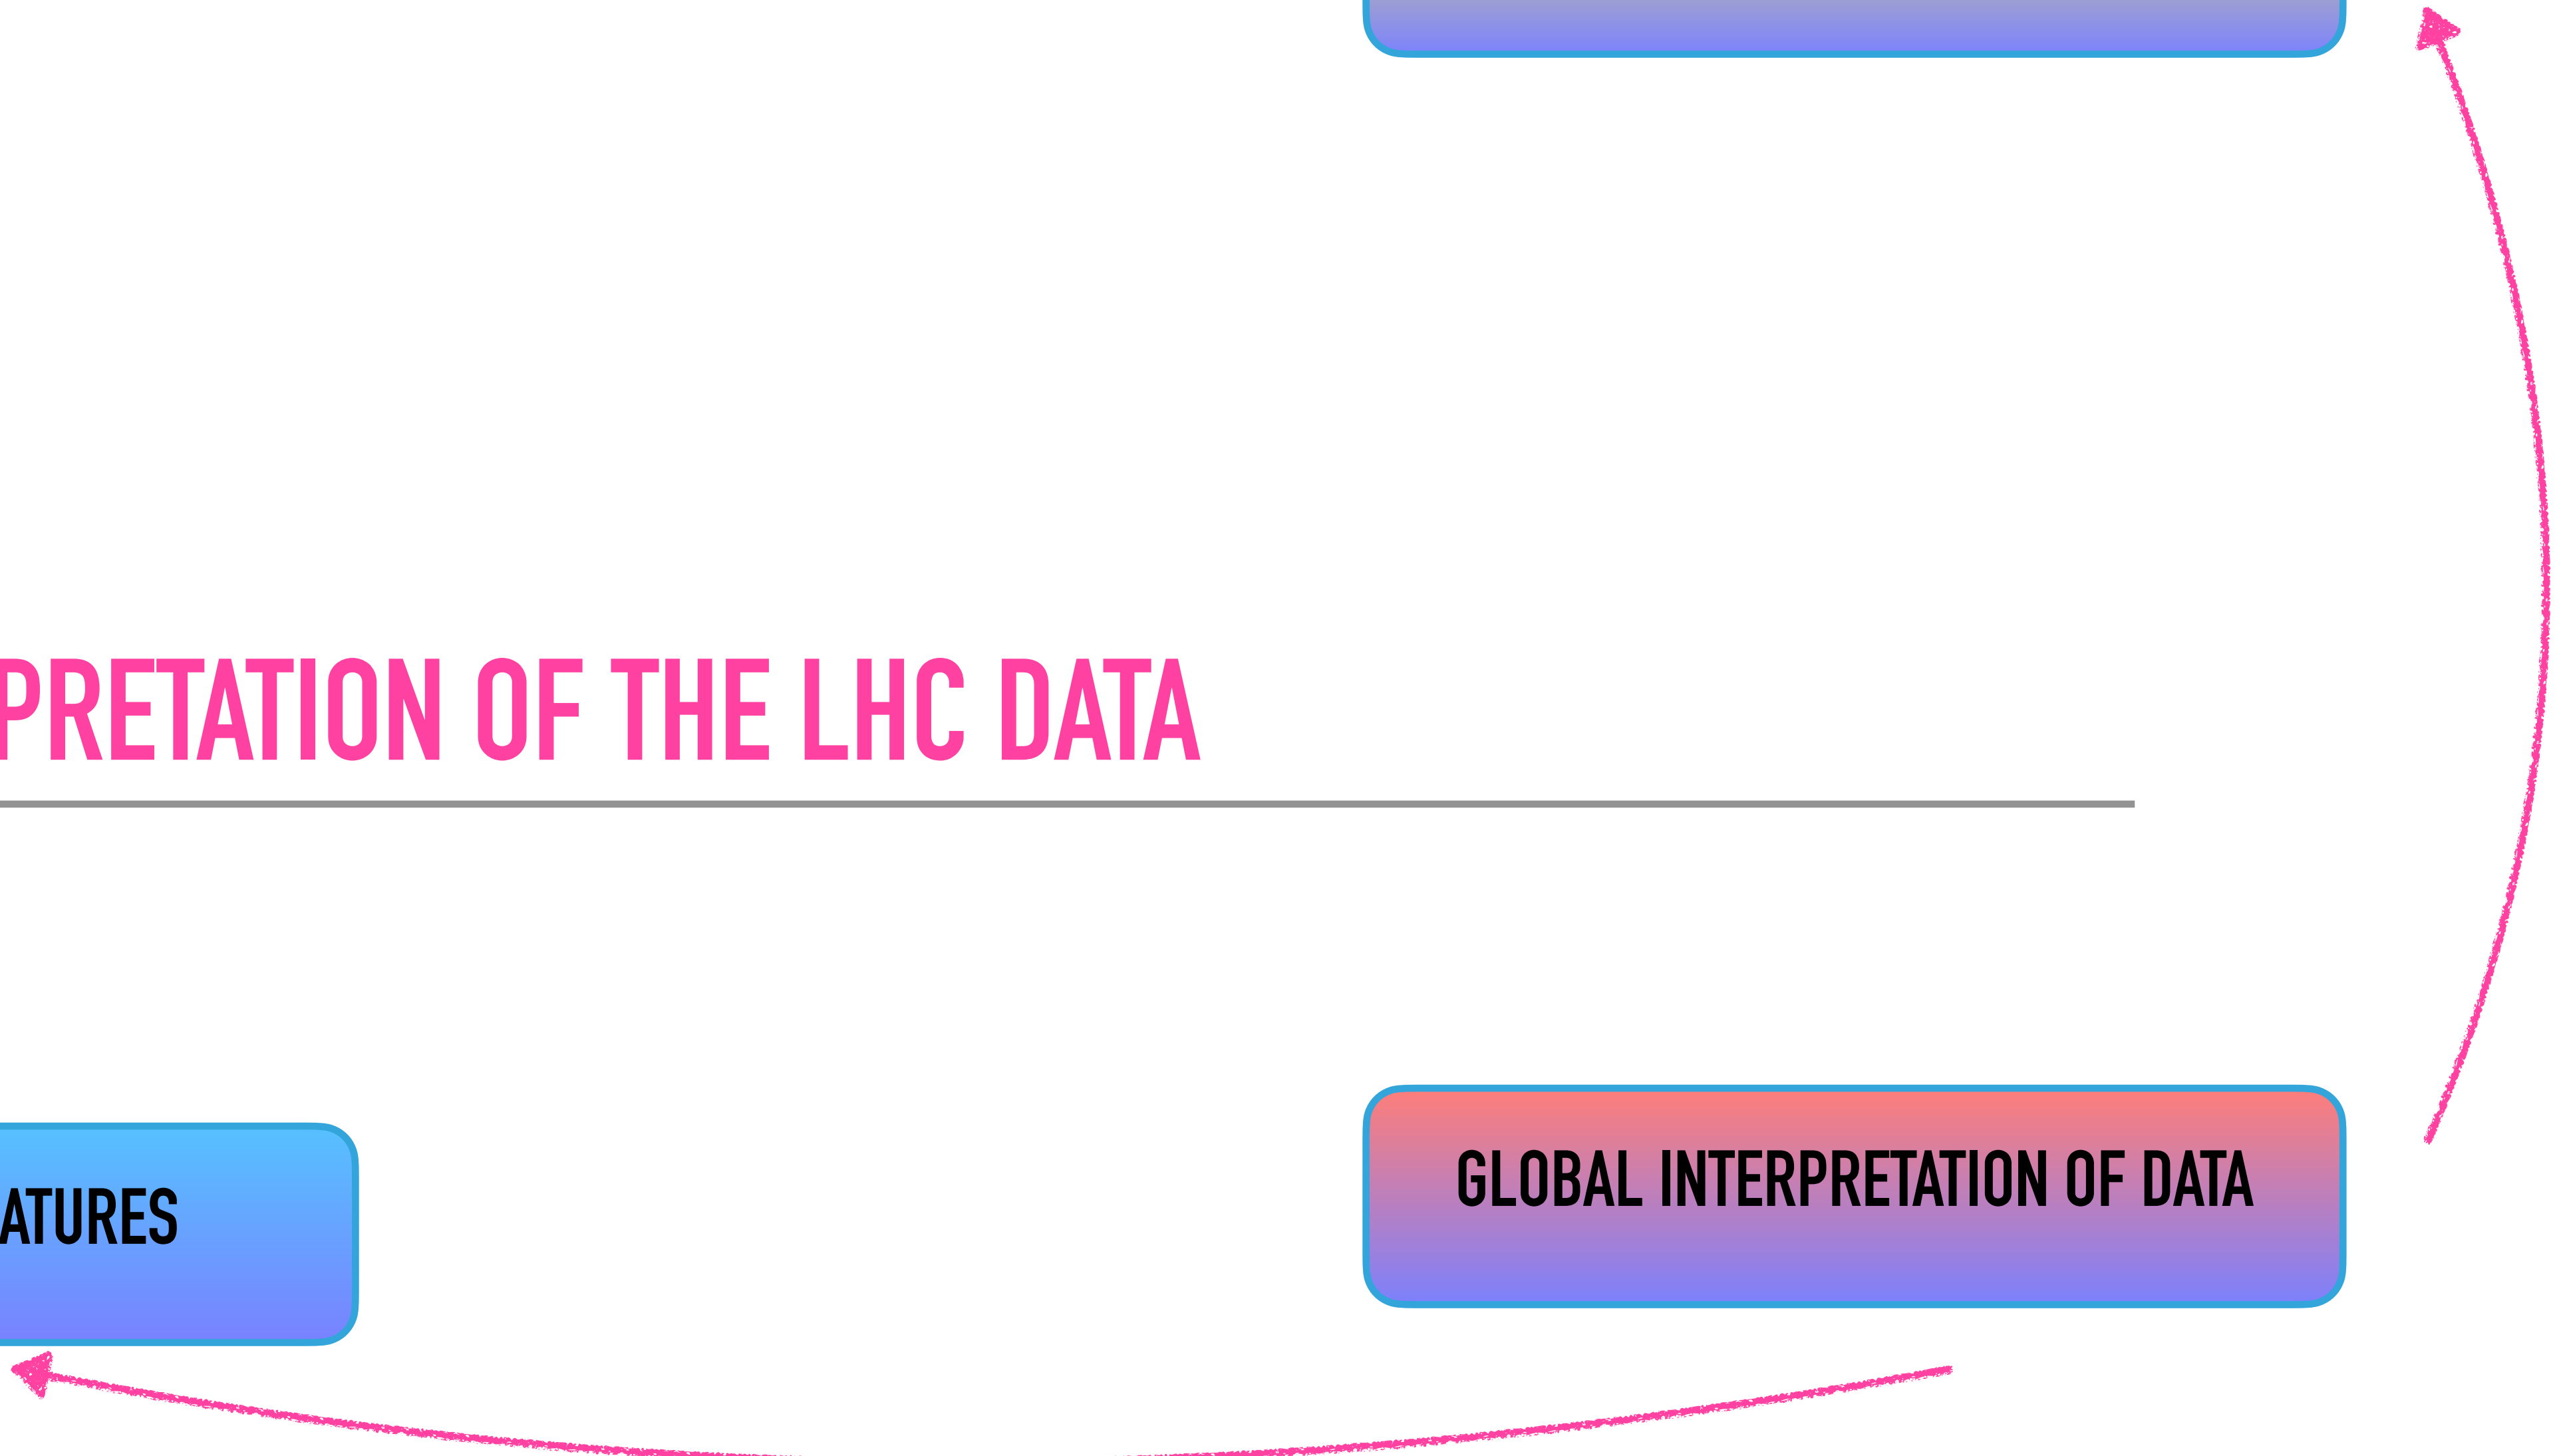 PRETATION OF THE LHC DATA
GLOBAL INTERPRETATION OF DATA
ATURES